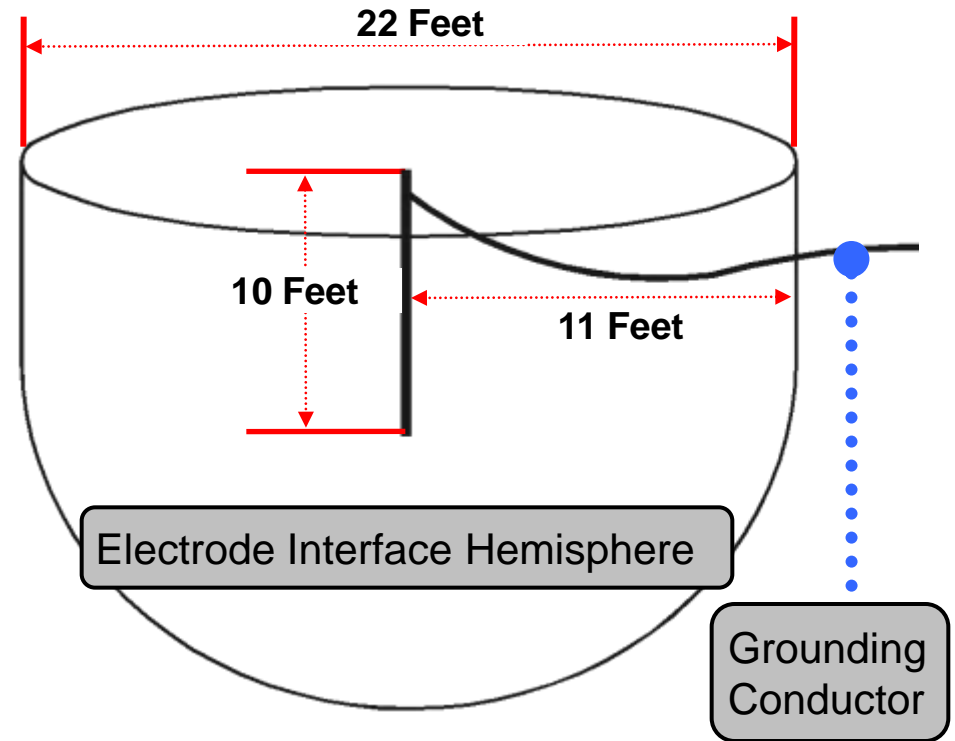 22 Feet
10 Feet
11 Feet
Electrode Interface Hemisphere
Grounding
Conductor